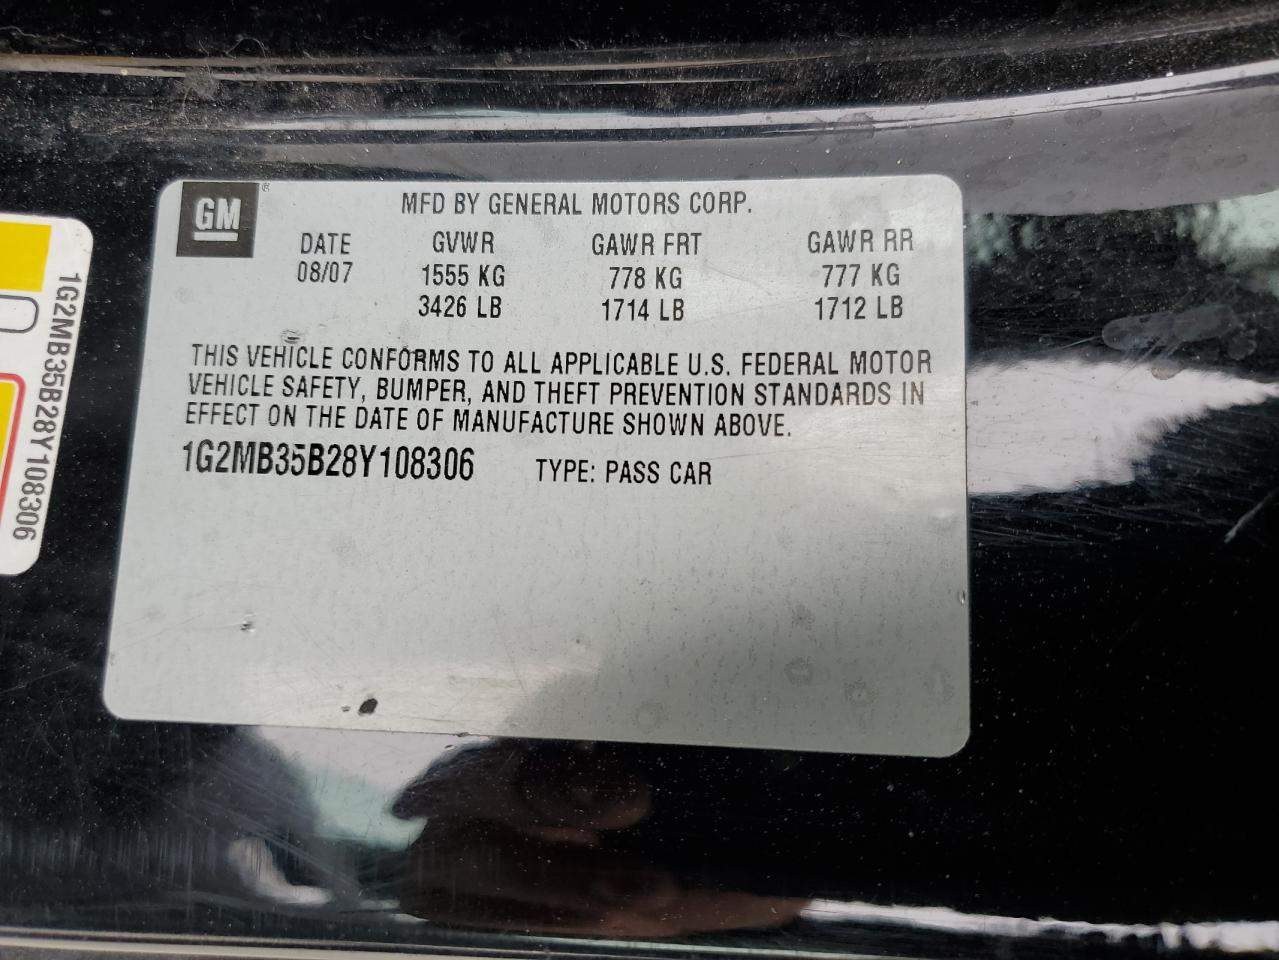 GM®
MFD BY GENERAL MOTORS CORP.
DATE GVWR GAWR FRT GAWR RR
08/07 1555 KG 778 KG 777 KG
3426 LB 1714 LB 1712 LB
THIS VEHICLE CONFORMS TO ALL APPLICABLE U.S. FEDERAL MOTOR
VEHICLE SAFETY, BUMPER, AND THEFT PREVENTION STANDARDS IN
EFFECT ON THE DATE OF MANUFACTURE SHOWN ABOVE.
1G2MB35B28Y108306 TYPE: PASS CAR
1G2MB35B28Y108306